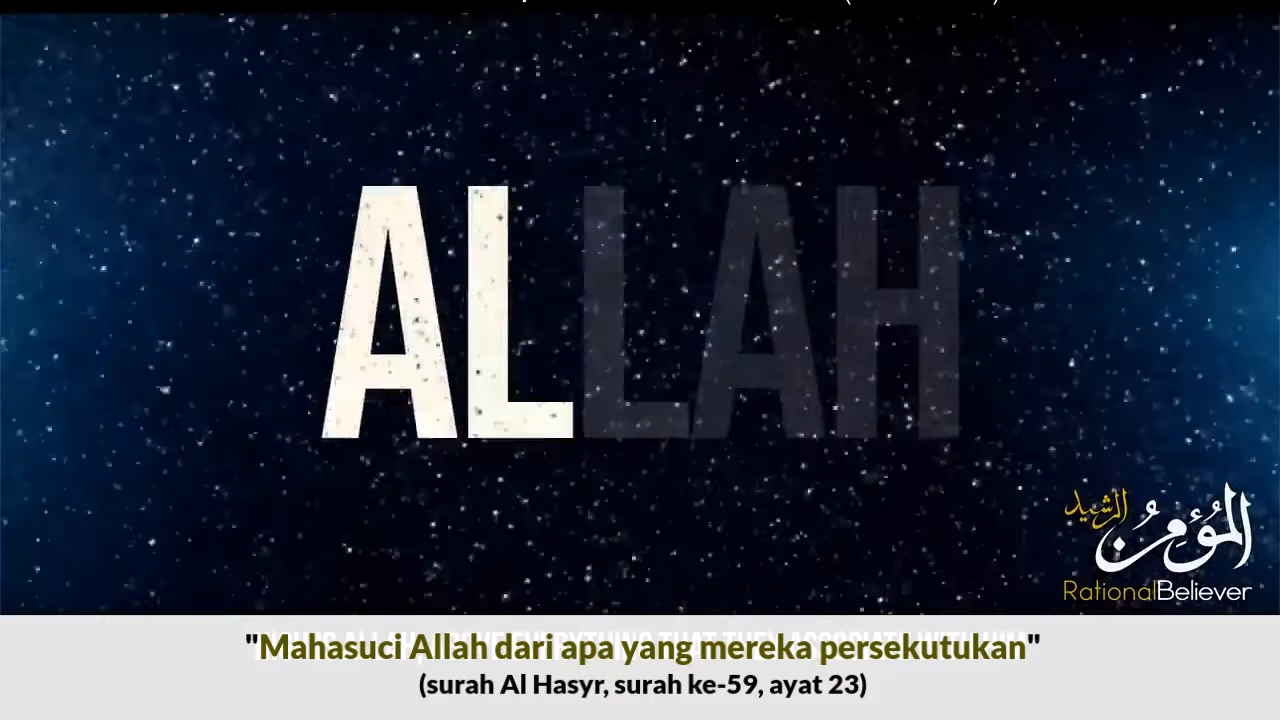 ALLAH
المؤمن الرشيد
RationalBeliever
"Mahasuci Allah dari apa yang mereka persekutukan"
(surah Al Hasyr, surah ke-59, ayat 23)